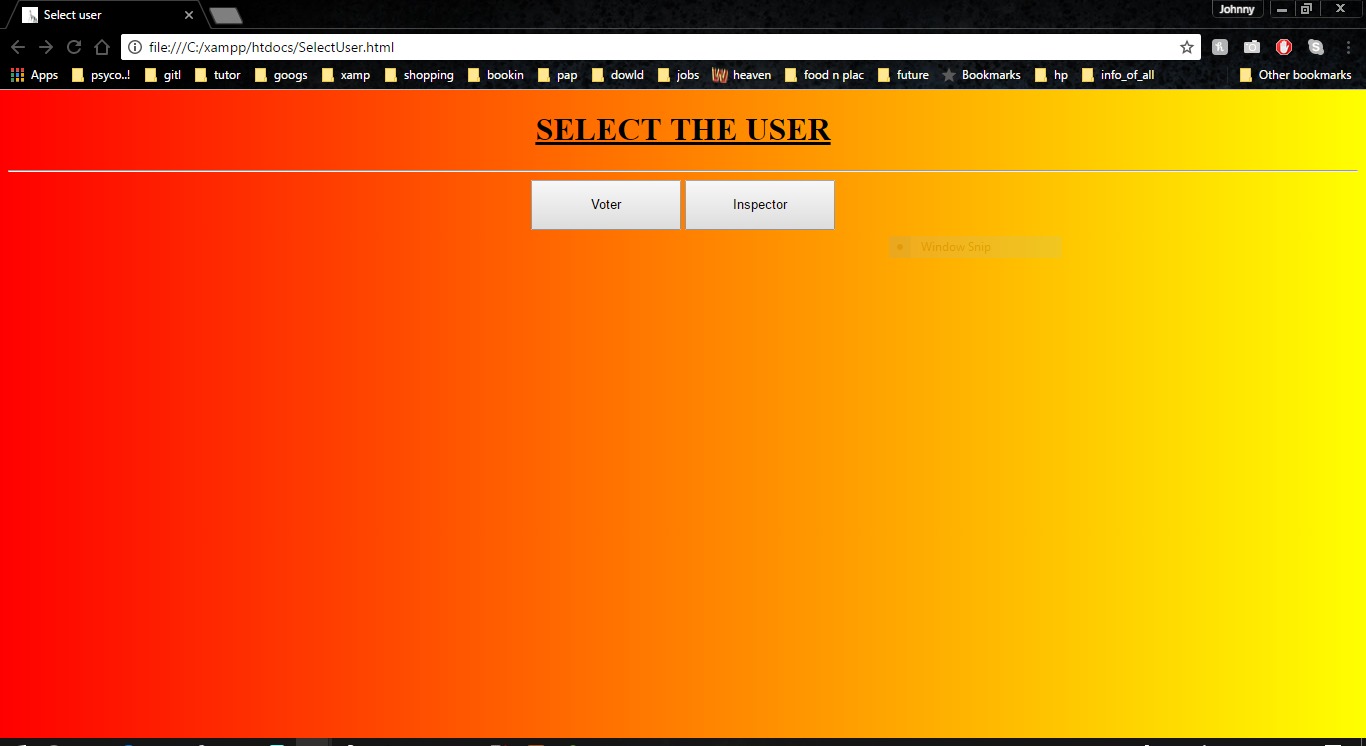 Select user
Johnny
file:///C:/xampp/htdocs/SelectUser.html
Apps psyco..! gitl tutor googs xamp shopping bookin pap dowld jobs heaven food n plac future Bookmarks hp info_of_all Other bookmarks
SELECT THE USER
Voter Inspector
Window Snip